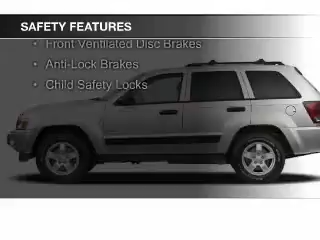 SAFETY FEATURES
• Front Ventilated Disc Brakes
• Anti-Lock Brakes
• Child Safety Locks